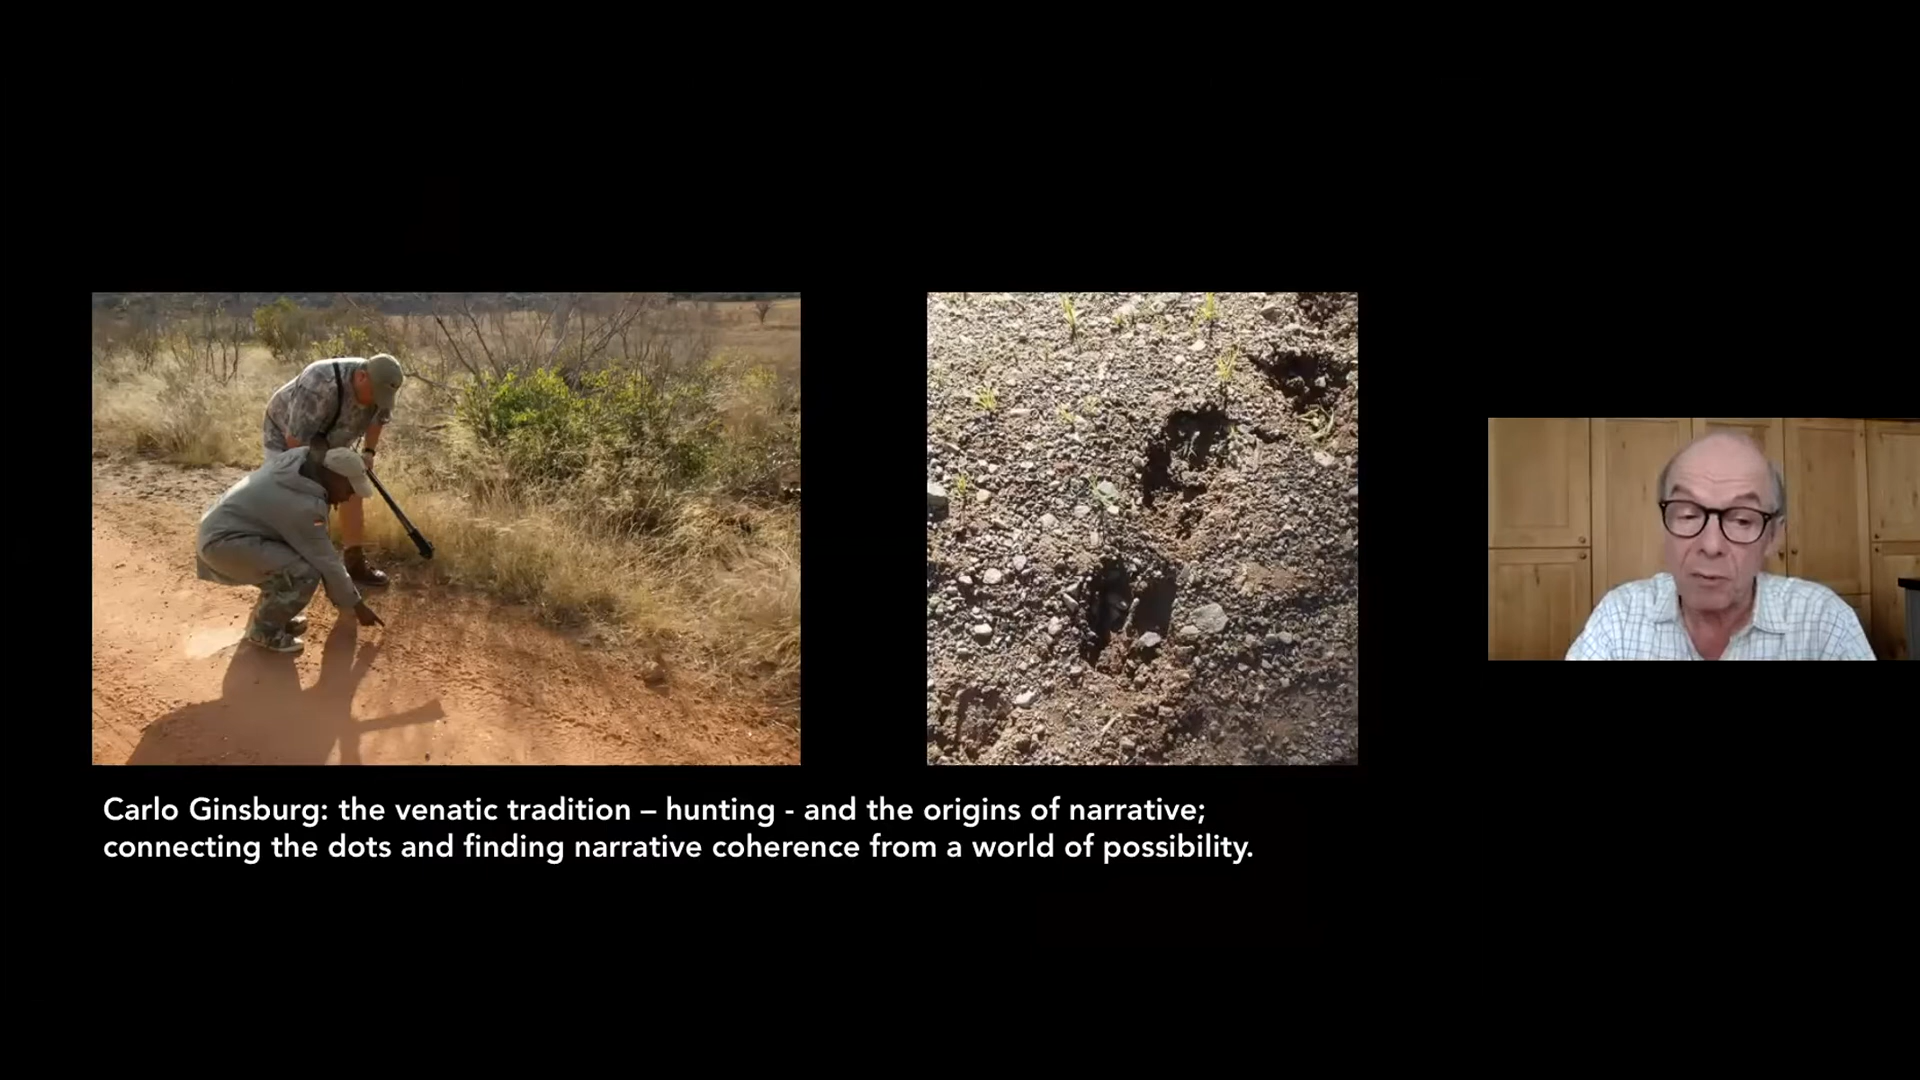 Carlo Ginsburg: the venatic tradition – hunting - and the origins of narrative;
connecting the dots and finding narrative coherence from a world of possibility.